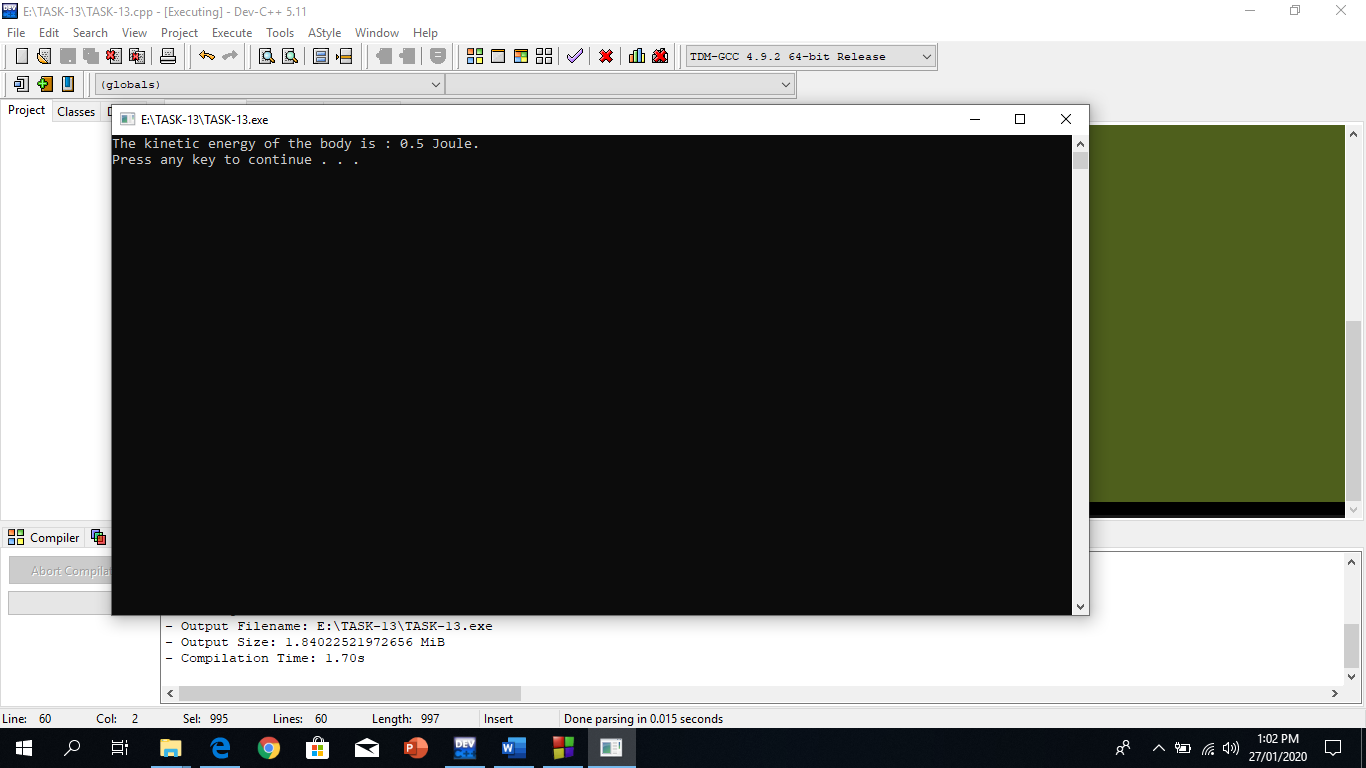 E:\TASK-13\TASK-13.cpp - [Executing] - Dev-C++ 5.11
File Edit Search View Project Execute Tools AStyle Window Help
TDM-GCC 4.9.2 64-bit Release
(globals)
Project Classes
E:\TASK-13\TASK-13.exe
The kinetic energy of the body is : 0.5 Joule.
Press any key to continue . . .
Compiler
Abort
- Output Filename: E:\TASK-13\TASK-13.exe
- Output Size: 1.84022521972656 MiB
- Compilation Time: 1.70s
Line: 60 Col: 2 Sel: 995 Lines: 60 Length: 997 Insert Done parsing in 0.015 seconds
1:02 PM
27/01/2020